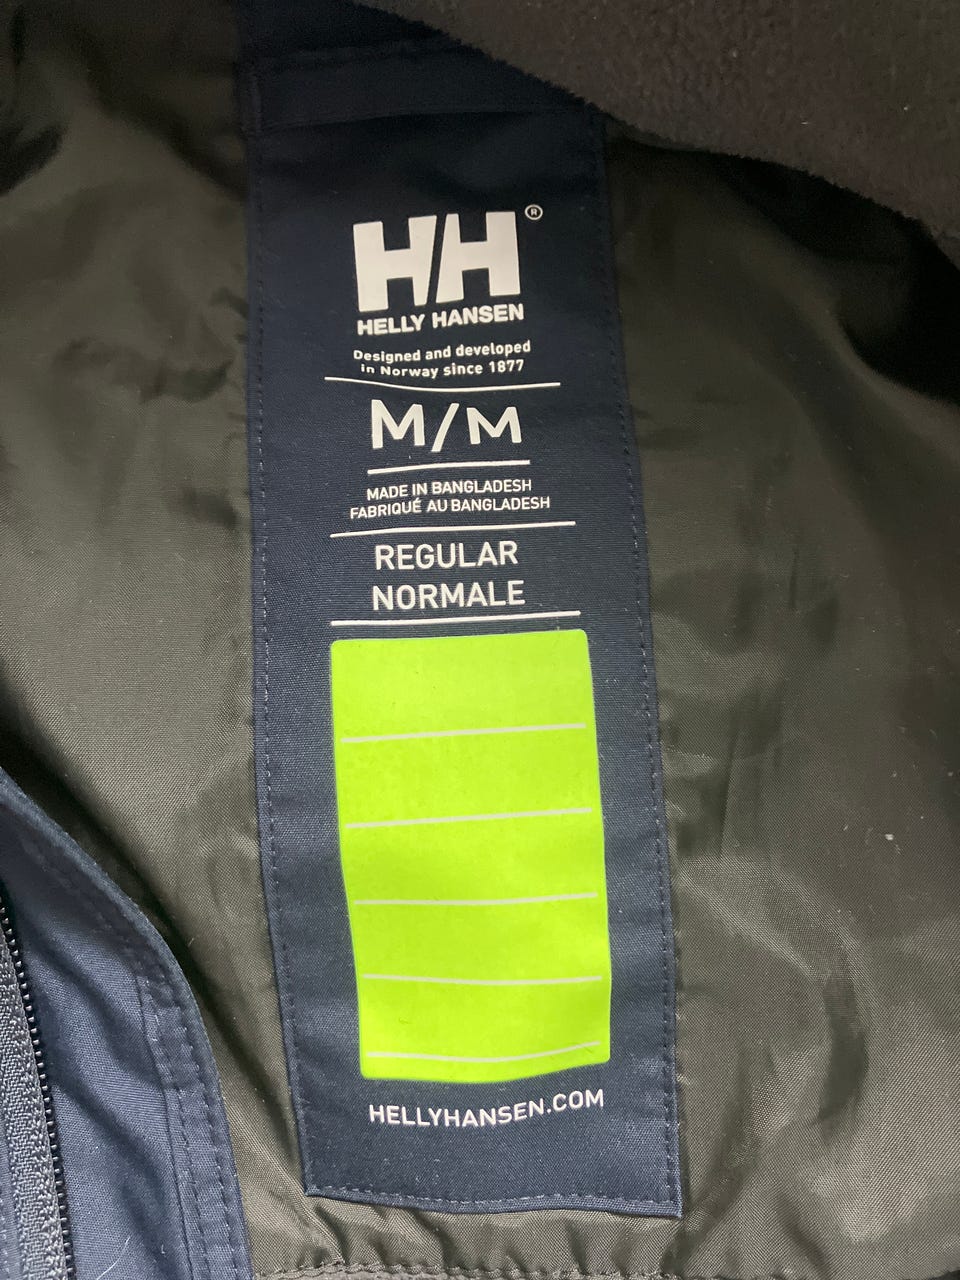 HH®
HELLY HANSEN
Designed and developed
in Norway since 1877
M/M
MADE IN BANGLADESH
FABRIQUÉ AU BANGLADESH
REGULAR
NORMALE
HELLYHANSEN.COM